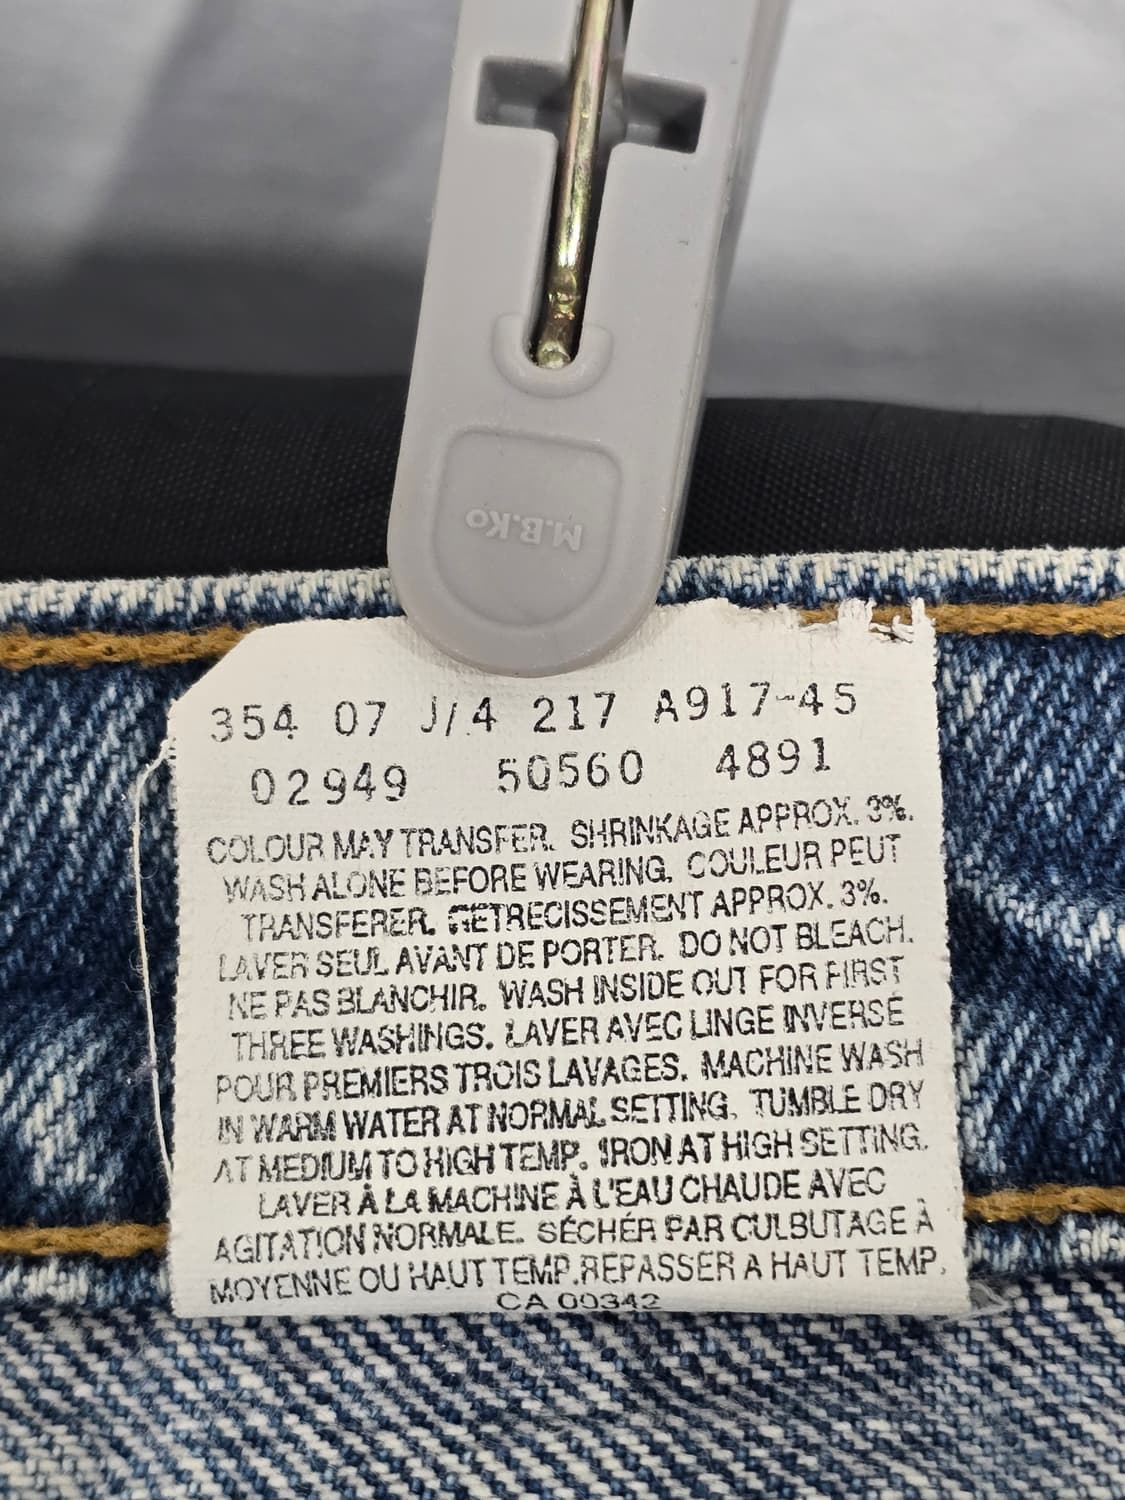 M.B.Ko
354 07 J/4 217 A917-45
02949 50560 4891
COLOUR MAY TRANSFER. SHRINKAGE APPROX. 3%.
WASH ALONE BEFORE WEARING. COULEUR PEUT
TRANSFERER. RETRECISSEMENT APPROX. 3%.
LAVER SEUL AVANT DE PORTER. DO NOT BLEACH.
NE PAS BLANCHIR. WASH INSIDE OUT FOR FIRST
THREE WASHINGS. LAVER AVEC LINGE INVERSÉ
POUR PREMIERS TROIS LAVAGES. MACHINE WASH
IN WARM WATER AT NORMAL SETTING. TUMBLE DRY
AT MEDIUM TO HIGH TEMP. IRON AT HIGH SETTING.
LAVER À LA MACHINE À L'EAU CHAUDE AVEC
AGITATION NORMALE. SÉCHÉR PAR CULBUTAGE À
MOYENNE OU HAUT TEMP. REPASSER A HAUT TEMP.
CA 00342